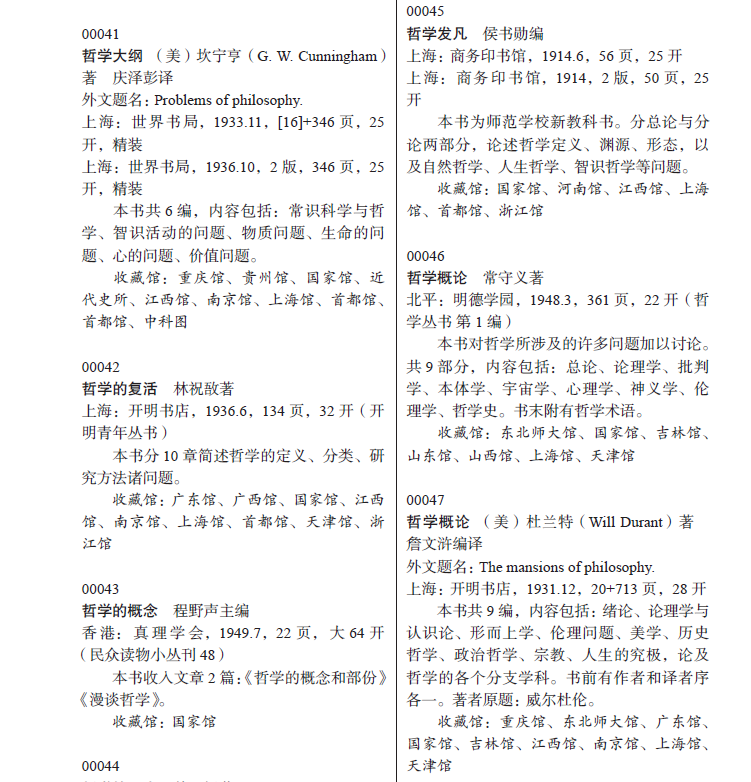 00041
哲学大纲 （美）坎宁亨（G. W. Cunningham）
著 庆泽彭译
外文题名：Problems of philosophy.
上海：世界书局，1933.11，[16]+346 页，25
开，精装
上海：世界书局，1936.10，2 版，346 页，25
开，精装
本书共 6 编，内容包括：常识科学与哲
学、智识活动的问题、物质问题、生命的问
题、心的问题、价值问题。
收藏馆：重庆馆、贵州馆、国家馆、近
代史所、江西馆、南京馆、上海馆、首都馆、
首都馆、中科图
00042
哲学的复活 林祝敔著
上海：开明书店，1936.6，134 页，32 开（开
明青年丛书）
本书分 10 章简述哲学的定义、分类、研
究方法诸问题。
收藏馆：广东馆、广西馆、国家馆、江西
馆、南京馆、上海馆、首都馆、天津馆、浙
江馆
00043
哲学的概念 程野声主编
香港：真理学会，1949.7，22 页，大 64 开
（民众读物小丛刊 48）
本书收入文章 2 篇：《哲学的概念和部份》
《漫谈哲学》。
收藏馆：国家馆
00044
00045
哲学发凡 侯书勋编
上海：商务印书馆，1914.6，56 页，25 开
上海：商务印书馆，1914，2 版，50 页，25
开
本书为师范学校新教科书。分总论与分
论两部分，论述哲学定义、渊源、形态，以
及自然哲学、人生哲学、智识哲学等问题。
收藏馆：国家馆、河南馆、江西馆、上海
馆、首都馆、浙江馆
00046
哲学概论 常守义著
北平：明德学园，1948.3，361 页，22 开（哲
学丛书 第 1 编）
本书对哲学所涉及的许多问题加以讨论。
共 9 部分，内容包括：总论、论理学、批判
学、本体学、宇宙学、心理学、神义学、伦
理学、哲学史。书末附有哲学术语。
收藏馆：东北师大馆、国家馆、吉林馆、
山东馆、山西馆、上海馆、天津馆
00047
哲学概论 （美）杜兰特（Will Durant）著
詹文浒编译
外文题名：The mansions of philosophy.
上海：开明书店，1931.12，20+713 页，28 开
本书共 9 编，内容包括：绪论、论理学与
认识论、形而上学、伦理问题、美学、历史
哲学、政治哲学、宗教、人生的究极，论及
哲学的各个分支学科。书前有作者和译者序
各一。著者原题：威尔杜伦。
收藏馆：重庆馆、东北师大馆、广东馆、
国家馆、吉林馆、江西馆、南京馆、上海馆、
天津馆